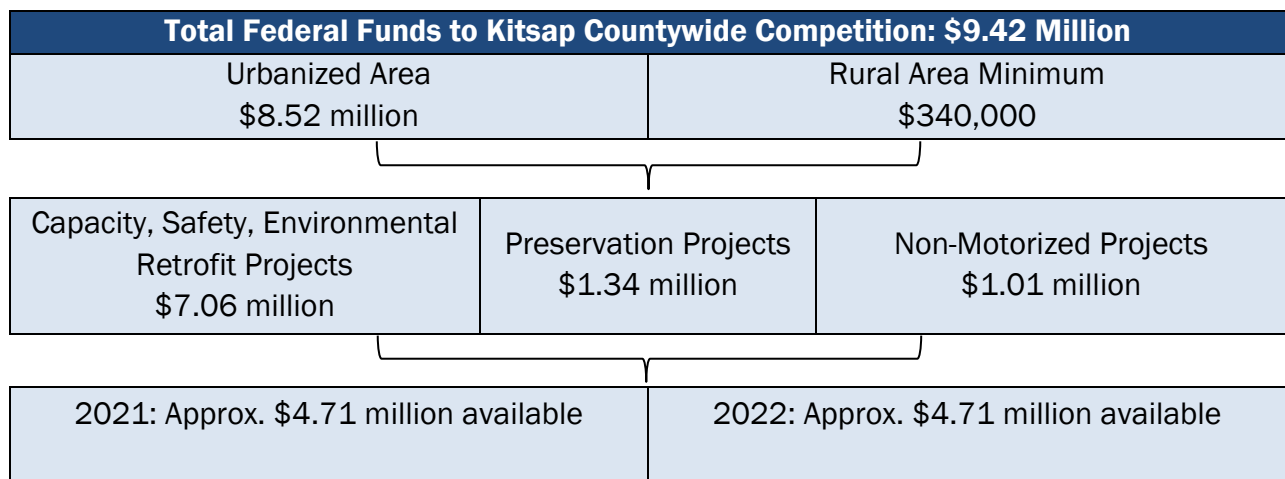 Total Federal Funds to Kitsap Countywide Competition: $9.42 Million
Urbanized Area
$8.52 million
Rural Area Minimum
$340,000
Capacity, Safety, Environmental
Retrofit Projects
$7.06 million
Preservation Projects
$1.34 million
Non-Motorized Projects
$1.01 million
2021: Approx. $4.71 million available
2022: Approx. $4.71 million available